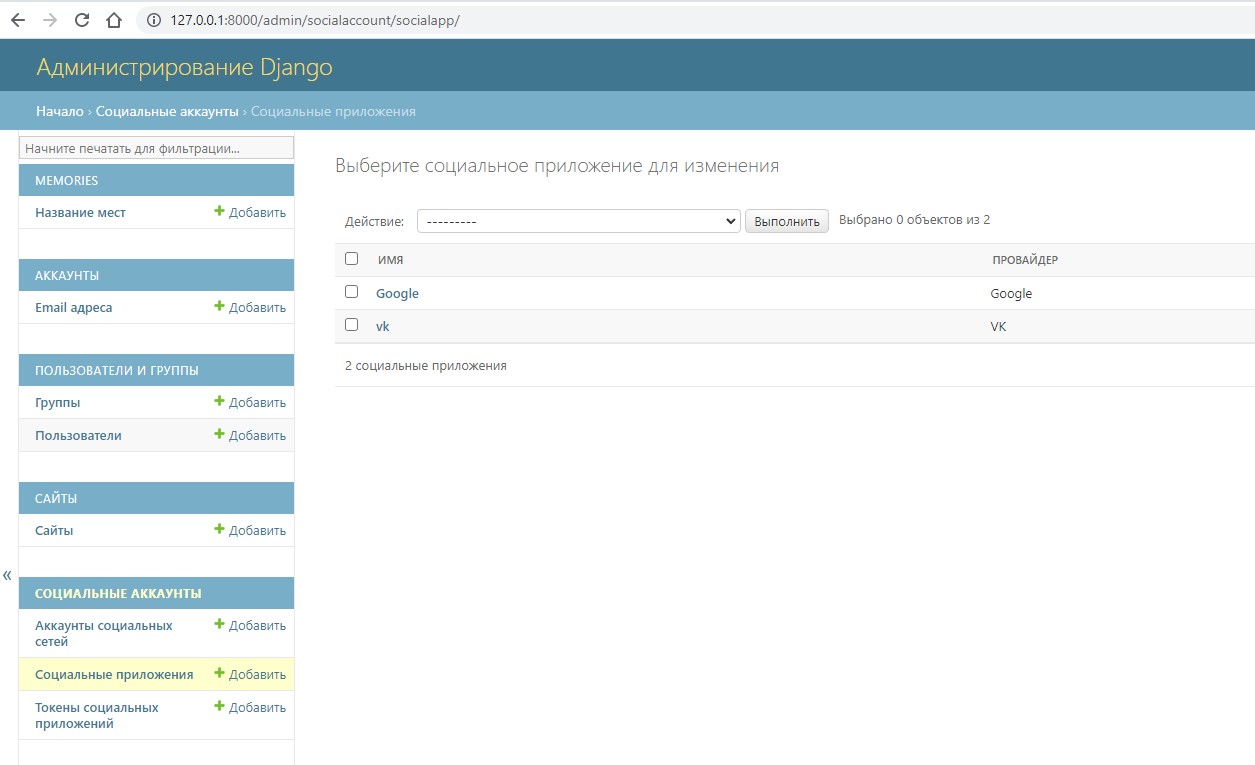 127.0.0.1:8000/admin/socialaccount/socialapp/
Администрирование Django
Начало › Социальные аккаунты › Социальные приложения
Начните печатать для фильтрации...
MEMORIES
Название мест + Добавить
АККАУНТЫ
Email адреса + Добавить
ПОЛЬЗОВАТЕЛИ И ГРУППЫ
Группы + Добавить
Пользователи + Добавить
САЙТЫ
Сайты + Добавить
«
СОЦИАЛЬНЫЕ АККАУНТЫ
Аккаунты социальных + Добавить
сетей
Социальные приложения + Добавить
Токены социальных + Добавить
приложений
Выберите социальное приложение для изменения
Действие: --------- Выполнить Выбрано 0 объектов из 2
ИМЯ ПРОВАЙДЕР
Google Google
vk VK
2 социальные приложения